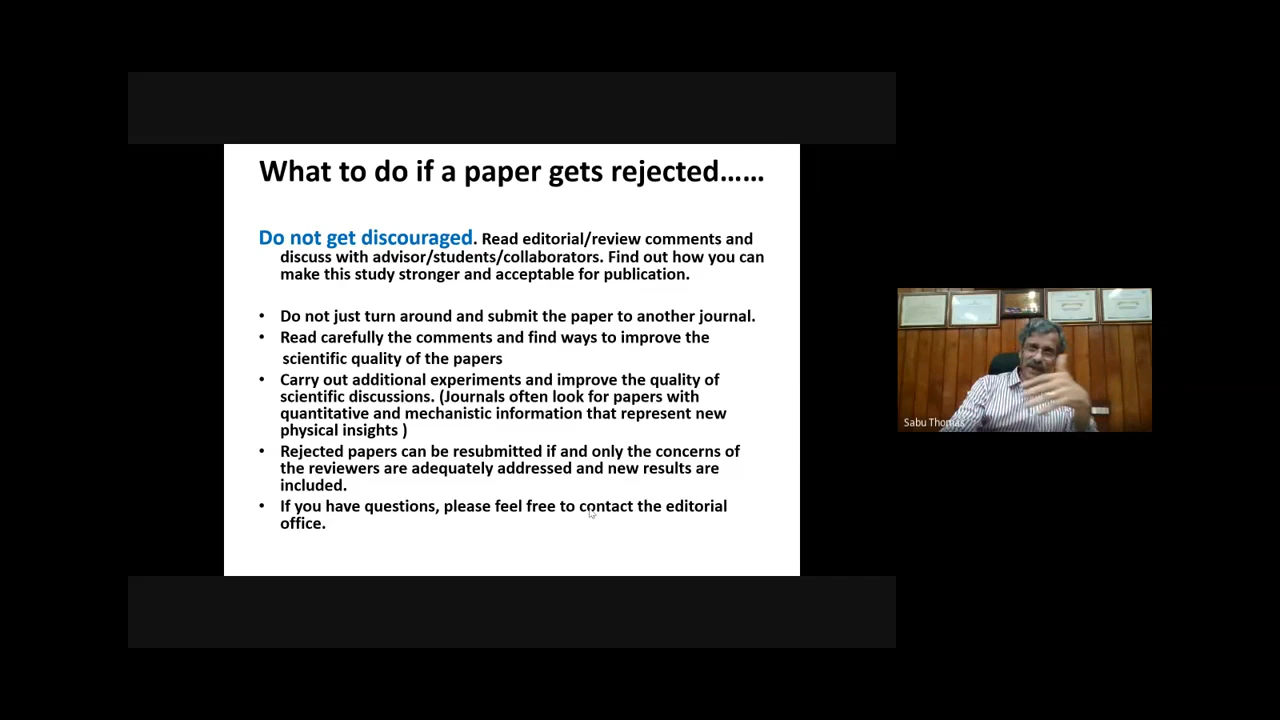 What to do if a paper gets rejected……
Do not get discouraged. Read editorial/review comments and
discuss with advisor/students/collaborators. Find out how you can
make this study stronger and acceptable for publication.
• Do not just turn around and submit the paper to another journal.
• Read carefully the comments and find ways to improve the
scientific quality of the papers
• Carry out additional experiments and improve the quality of
scientific discussions. (Journals often look for papers with
quantitative and mechanistic information that represent new
physical insights )
• Rejected papers can be resubmitted if and only the concerns of
the reviewers are adequately addressed and new results are
included.
• If you have questions, please feel free to contact the editorial
office.
Sabu Thomas